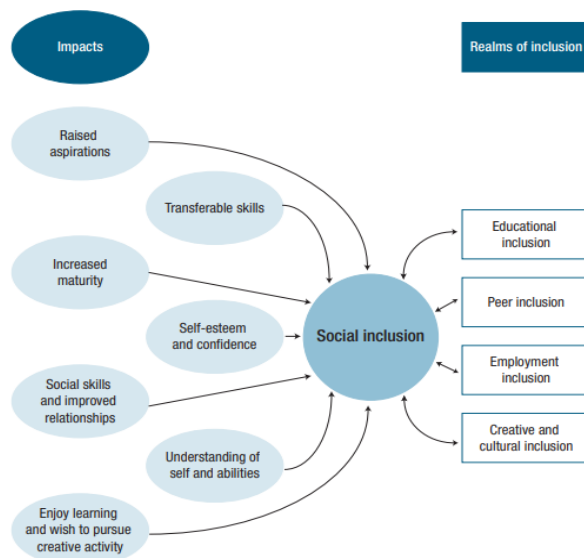 Impacts
Realms of inclusion
Raised
aspirations
Transferable skills
Educational
inclusion
Increased
maturity
Peer inclusion
Self-esteem
and confidence
Social inclusion
Employment
inclusion
Social skills
and improved
relationships
Creative and
cultural inclusion
Understanding of
self and abilities
Enjoy learning
and wish to pursue
creative activity